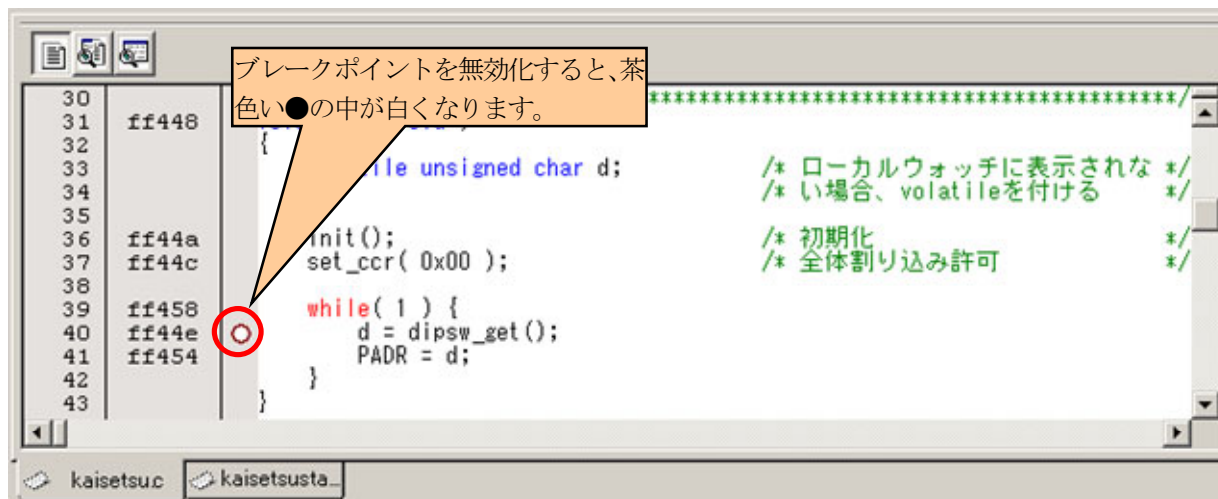 ブレークポイントを無効化すると、茶
色い●の中が白くなります。
30 ******************************************/
31 ff448
32 {
33 unsigned char d; /* ローカルウォッチに表示されな */
34 /* い場合、volatileを付ける */
35
36 ff44a init(); /* 初期化 */
37 ff44c set_ccr( 0x00 ); /* 全体割り込み許可 */
38
39 ff458 while( 1 ) {
40 ff44e d = dipsw_get();
41 ff454 PADR = d;
42 }
43 }
kaisetsu.c kaisetsusta...